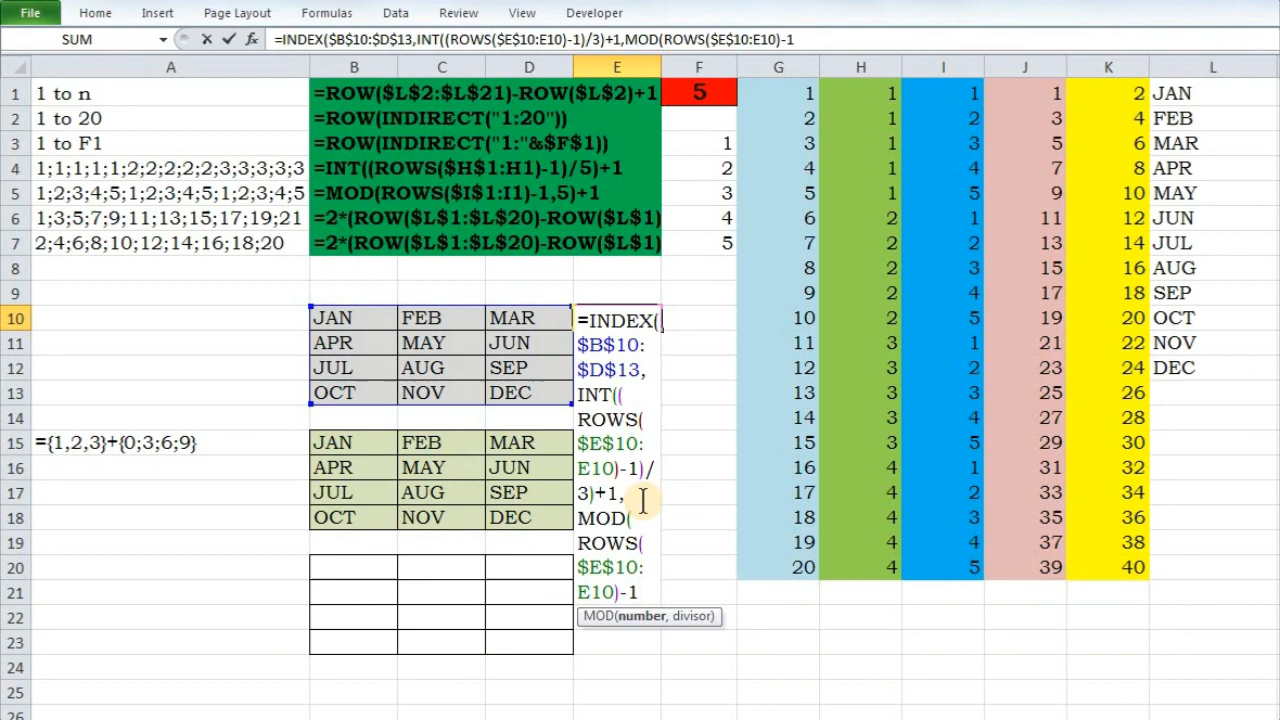 File Home Insert Page Layout Formulas Data Review View Developer
SUM =INDEX($B$10:$D$13,INT((ROWS($E$10:E10)-1)/3)+1,MOD(ROWS($E$10:E10)-1
A B C D E F G H I J K L
1 1 to n =ROW($L$2:$L$21)-ROW($L$2)+1 5 1 1 1 1 2 JAN
2 1 to 20 =ROW(INDIRECT("1:20")) 2 1 2 3 4 FEB
3 1 to F1 =ROW(INDIRECT("1:"&$F$1)) 1 3 1 3 5 6 MAR
4 1;1;1;1;1;2;2;2;2;2;3;3;3;3;3 =INT((ROWS($H$1:H1)-1)/5)+1 2 4 1 4 7 8 APR
5 1;2;3;4;5;1;2;3;4;5;1;2;3;4;5 =MOD(ROWS($I$1:I1)-1,5)+1 3 5 1 5 9 10 MAY
6 1;3;5;7;9;11;13;15;17;19;21 =2*(ROW($L$1:$L$20)-ROW($L$1) 4 6 2 1 11 12 JUN
7 2;4;6;8;10;12;14;16;18;20 =2*(ROW($L$1:$L$20)-ROW($L$1) 5 7 2 2 13 14 JUL
8 8 2 3 15 16 AUG
9 9 2 4 17 18 SEP
10 JAN FEB MAR =INDEX( 10 2 5 19 20 OCT
11 APR MAY JUN $B$10: 11 3 1 21 22 NOV
12 JUL AUG SEP $D$13, 12 3 2 23 24 DEC
13 OCT NOV DEC INT(( 13 3 3 25 26
14 ROWS( 14 3 4 27 28
15 ={1,2,3}+{0;3;6;9} JAN FEB MAR $E$10: 15 3 5 29 30
16 APR MAY JUN E10)-1)/ 16 4 1 31 32
17 JUL AUG SEP 3)+1, 17 4 2 33 34
18 OCT NOV DEC MOD( 18 4 3 35 36
19 ROWS( 19 4 4 37 38
20 $E$10: 20 4 5 39 40
21 E10)-1
22 MOD(number, divisor)
23
24
25
26